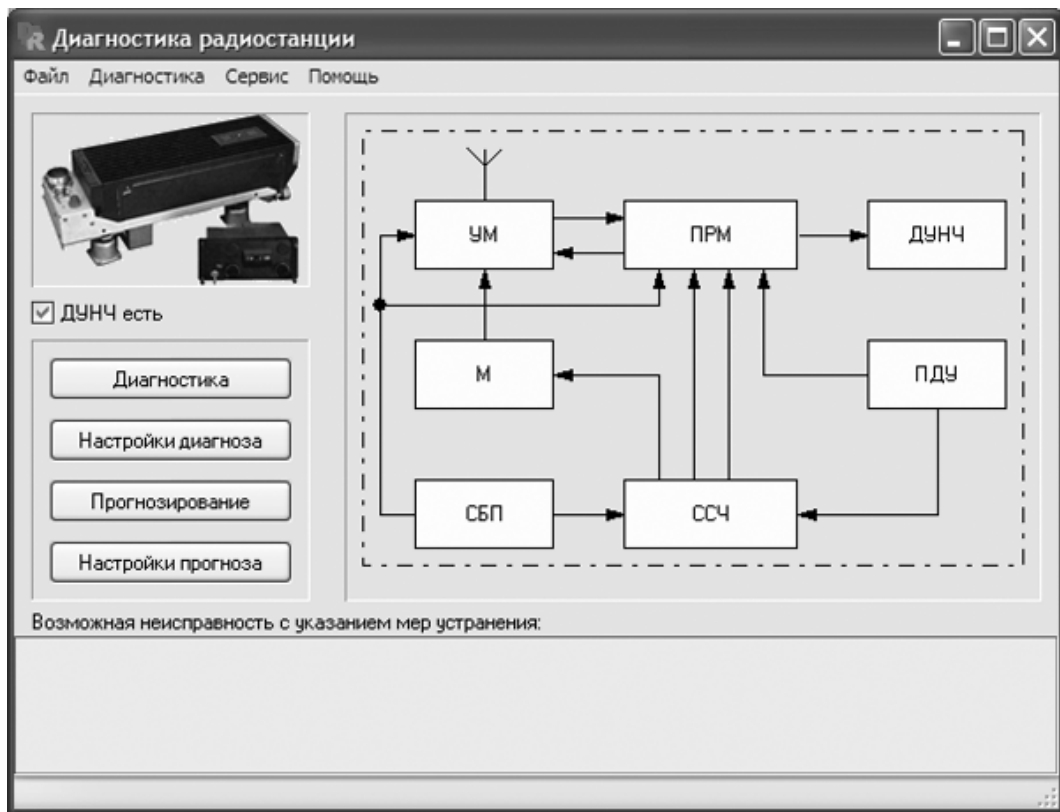 Диагностика радиостанции
Файл Диагностика Сервис Помощь
УМ ПРМ ДУНЧ
ДУНЧ есть
М ПДУ
Диагностика
Настройки диагноза
Прогнозирование
СБП ССЧ
Настройки прогноза
Возможная неисправность с указанием мер устранения: